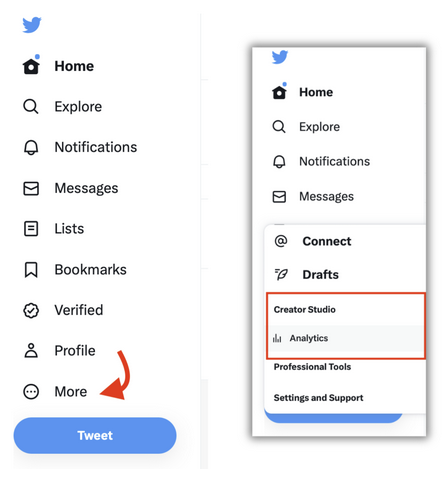 Home
Explore
Notifications
Messages
Lists
Bookmarks
Verified
Profile
More
Tweet
Home
Explore
Notifications
Messages
Connect
Drafts
Creator Studio
Analytics
Professional Tools
Settings and Support